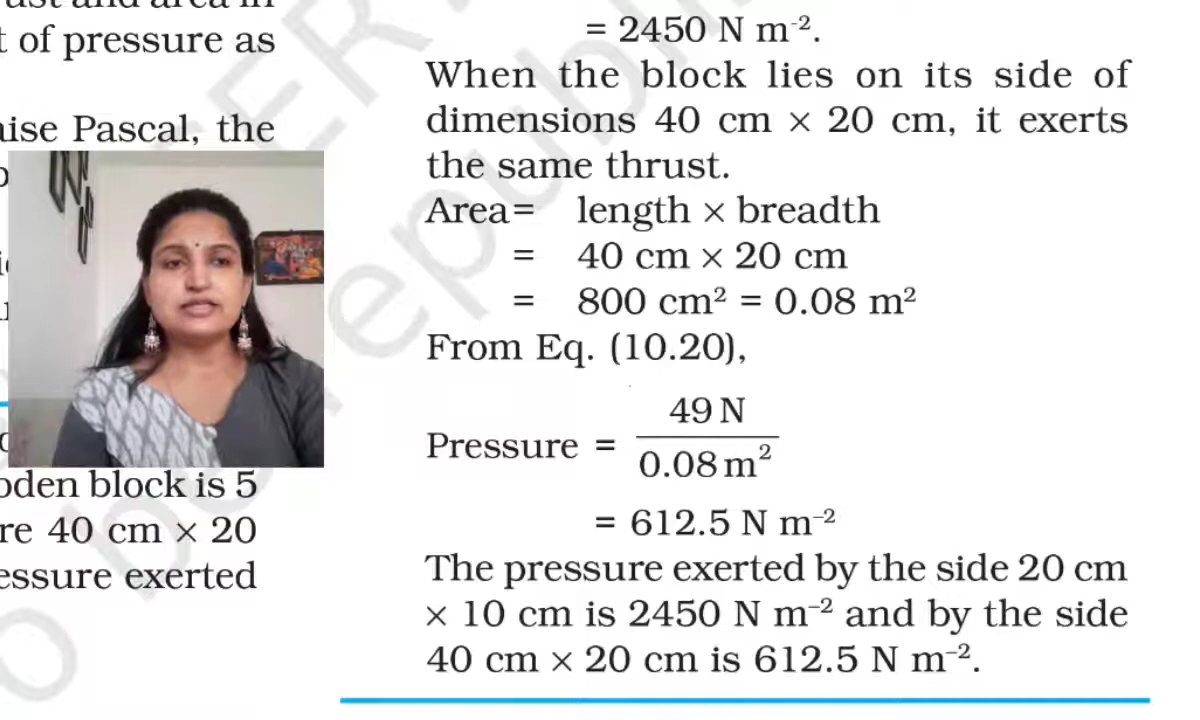 t of pressure as
aise Pascal, the
oden block is 5
re 40 cm × 20
essure exerted
= 2450 N m⁻².
When the block lies on its side of
dimensions 40 cm × 20 cm, it exerts
the same thrust.
Area = length × breadth
= 40 cm × 20 cm
= 800 cm² = 0.08 m²
From Eq. (10.20),
Pressure = 49 N / 0.08 m²
= 612.5 N m⁻²
The pressure exerted by the side 20 cm
× 10 cm is 2450 N m⁻² and by the side
40 cm × 20 cm is 612.5 N m⁻².